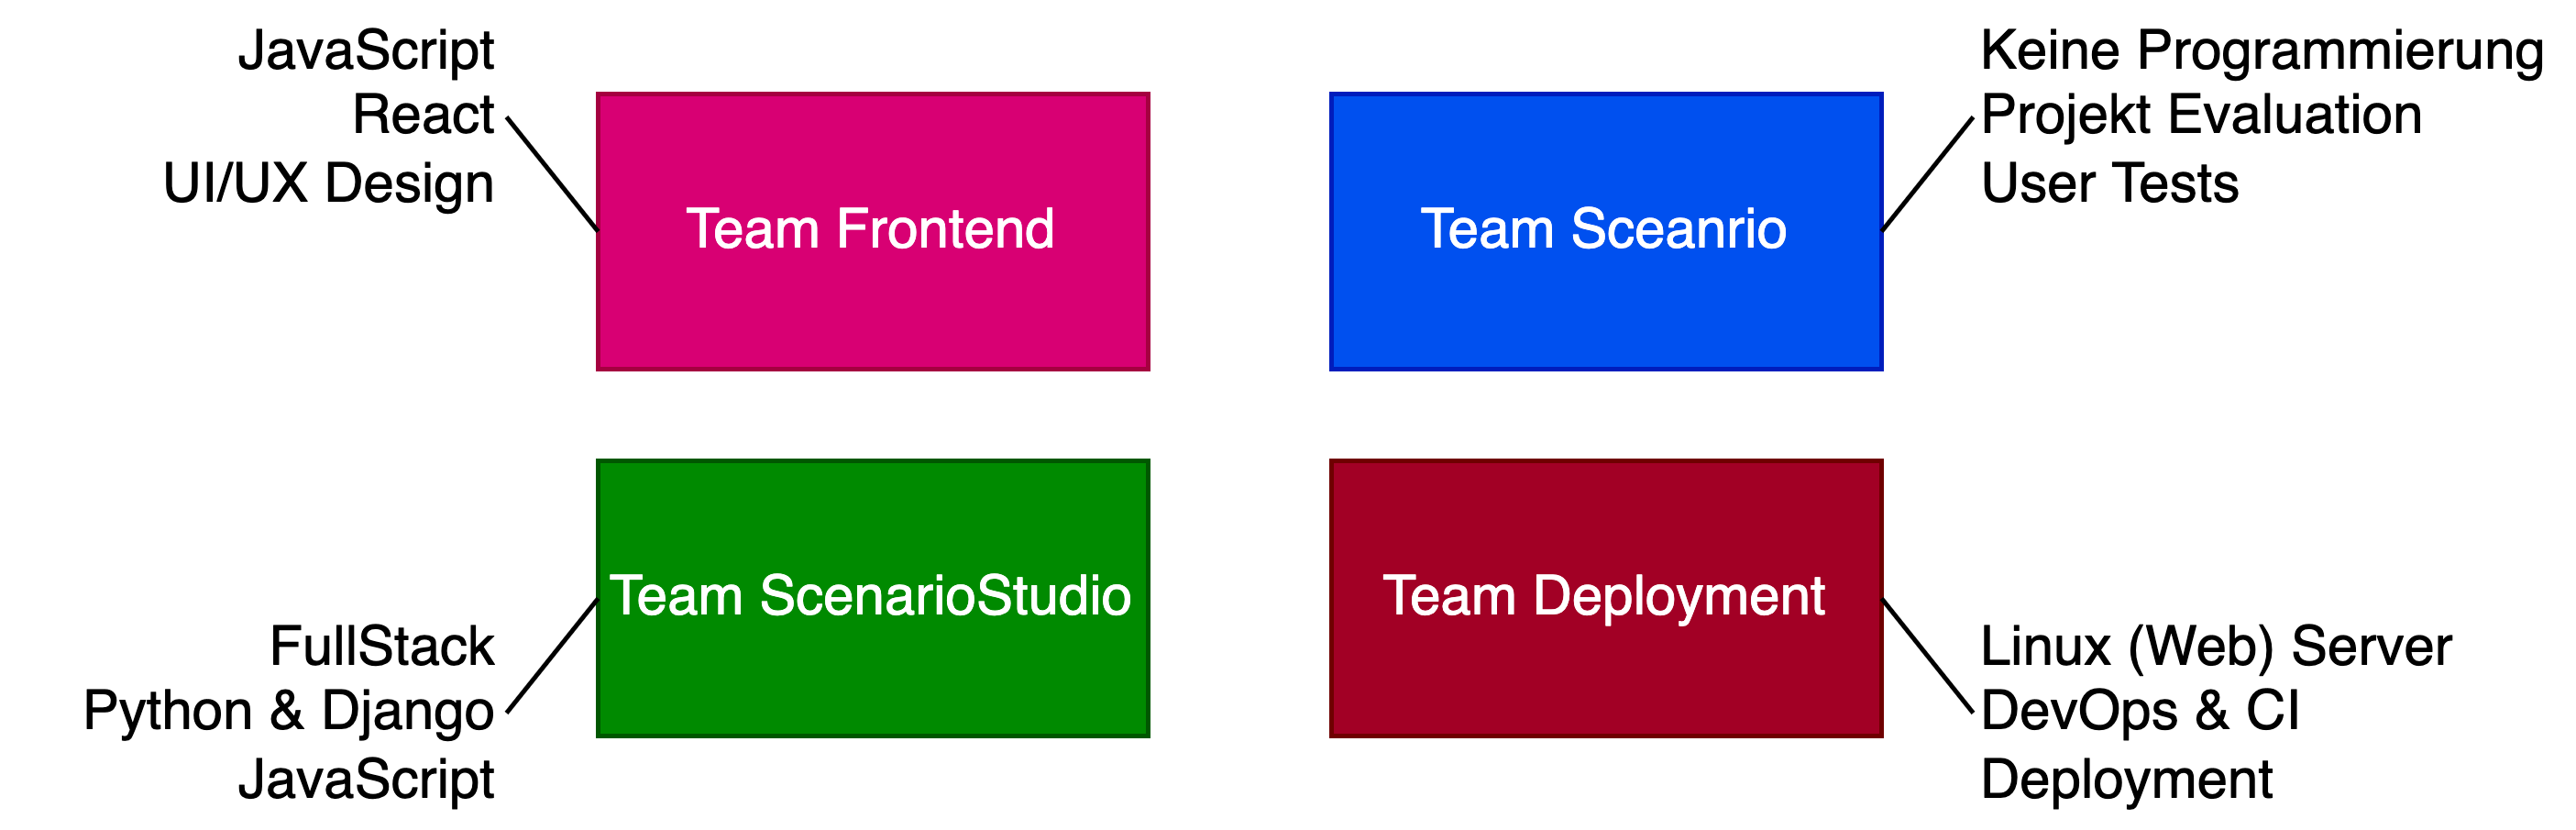 JavaScript
React
UI/UX Design
Team Frontend
Team Sceanrio
Keine Programmierung
Projekt Evaluation
User Tests
FullStack
Python & Django
JavaScript
Team ScenarioStudio
Team Deployment
Linux (Web) Server
DevOps & CI
Deployment